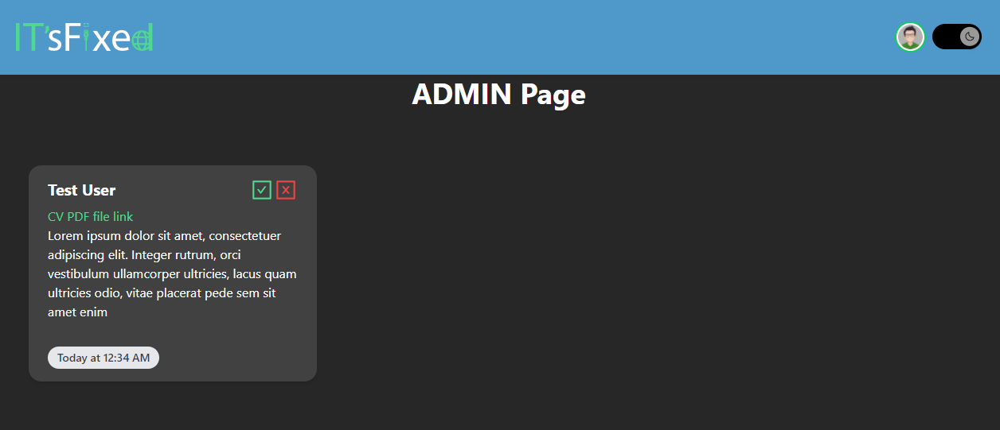 IT'sFixed
ADMIN Page
Test User
CV PDF file link
Lorem ipsum dolor sit amet, consectetuer
adipiscing elit. Integer rutrum, orci
vestibulum ullamcorper ultricies, lacus quam
ultricies odio, vitae placerat pede sem sit
amet enim
Today at 12:34 AM